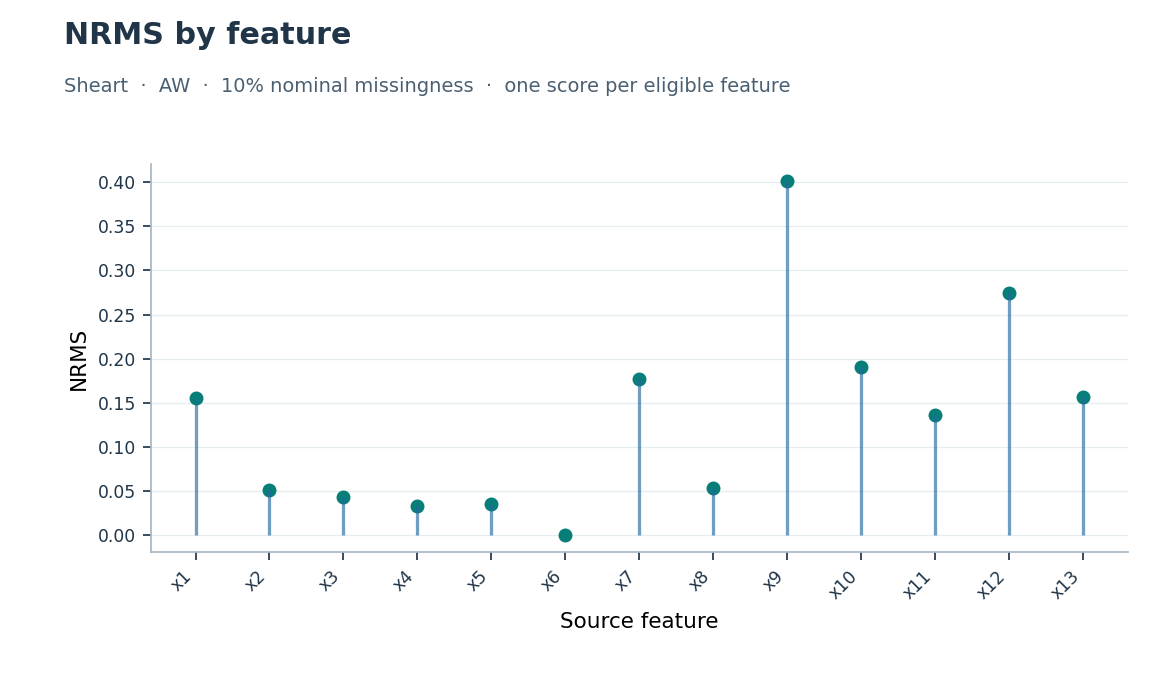 NRMS by feature
Sheart · AW · 10% nominal missingness · one score per eligible feature
0.40
0.35
0.30
0.25
0.20
0.15
0.10
0.05
0.00
NRMS
x1 x2 x3 x4 x5 x6 x7 x8 x9 x10 x11 x12 x13
Source feature